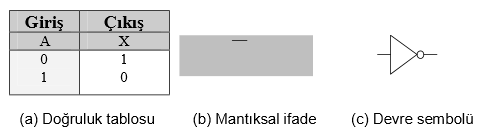 Giriş Çıkış
A X
0 1
1 0
(a) Doğruluk tablosu (b) Mantıksal ifade (c) Devre sembolü